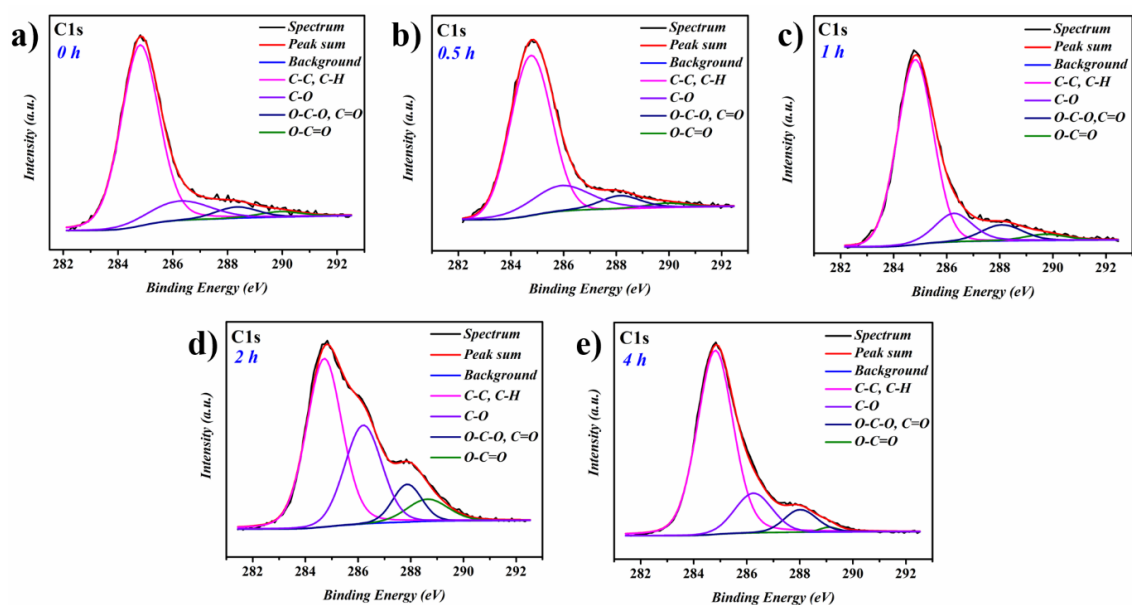 a)
C1s
0 h
Spectrum
Peak sum
Background
C-C, C-H
C-O
O-C-O, C=O
O-C=O
Intensity (a.u.)
282 284 286 288 290 292
Binding Energy (eV)
b)
C1s
0.5 h
Spectrum
Peak sum
Background
C-C, C-H
C-O
O-C-O, C=O
O-C=O
Intensity (a.u.)
282 284 286 288 290 292
Binding Energy (eV)
c)
C1s
1 h
Spectrum
Peak sum
Background
C-C, C-H
C-O
O-C-O,C=O
O-C=O
Intensity (a.u.)
282 284 286 288 290 292
Binding Energy (eV)
d)
C1s
2 h
Spectrum
Peak sum
Background
C-C, C-H
C-O
O-C-O, C=O
O-C=O
Intensity (a.u.)
282 284 286 288 290 292
Binding Energy (eV)
e)
C1s
4 h
Spectrum
Peak sum
Background
C-C, C-H
C-O
O-C-O, C=O
O-C=O
Intensity (a.u.)
282 284 286 288 290 292
Binding Energy (eV)